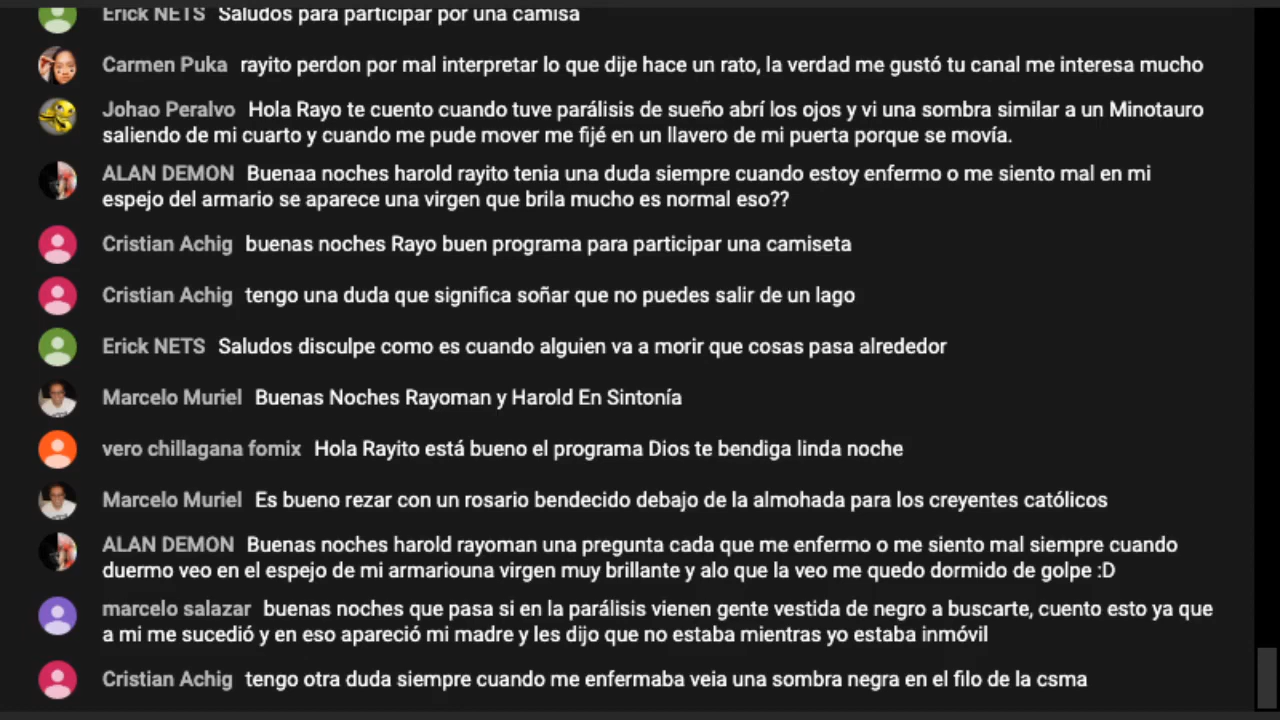 Erick NETS Saludos para participar por una camisa
Carmen Puka rayito perdon por mal interpretar lo que dije hace un rato, la verdad me gustó tu canal me interesa mucho
Johao Peralvo Hola Rayo te cuento cuando tuve parálisis de sueño abrí los ojos y vi una sombra similar a un Minotauro
saliendo de mi cuarto y cuando me pude mover me fijé en un llavero de mi puerta porque se movía.
ALAN DEMON Buenaa noches harold rayito tenia una duda siempre cuando estoy enfermo o me siento mal en mi
espejo del armario se aparece una virgen que brila mucho es normal eso??
Cristian Achig buenas noches Rayo buen programa para participar una camiseta
Cristian Achig tengo una duda que significa soñar que no puedes salir de un lago
Erick NETS Saludos disculpe como es cuando alguien va a morir que cosas pasa alrededor
Marcelo Muriel Buenas Noches Rayoman y Harold En Sintonía
vero chillagana fomix Hola Rayito está bueno el programa Dios te bendiga linda noche
Marcelo Muriel Es bueno rezar con un rosario bendecido debajo de la almohada para los creyentes católicos
ALAN DEMON Buenas noches harold rayoman una pregunta cada que me enfermo o me siento mal siempre cuando
duermo veo en el espejo de mi armariouna virgen muy brillante y alo que la veo me quedo dormido de golpe :D
marcelo salazar buenas noches que pasa si en la parálisis vienen gente vestida de negro a buscarte, cuento esto ya que
a mi me sucedió y en eso apareció mi madre y les dijo que no estaba mientras yo estaba inmóvil
Cristian Achig tengo otra duda siempre cuando me enfermaba veia una sombra negra en el filo de la csma